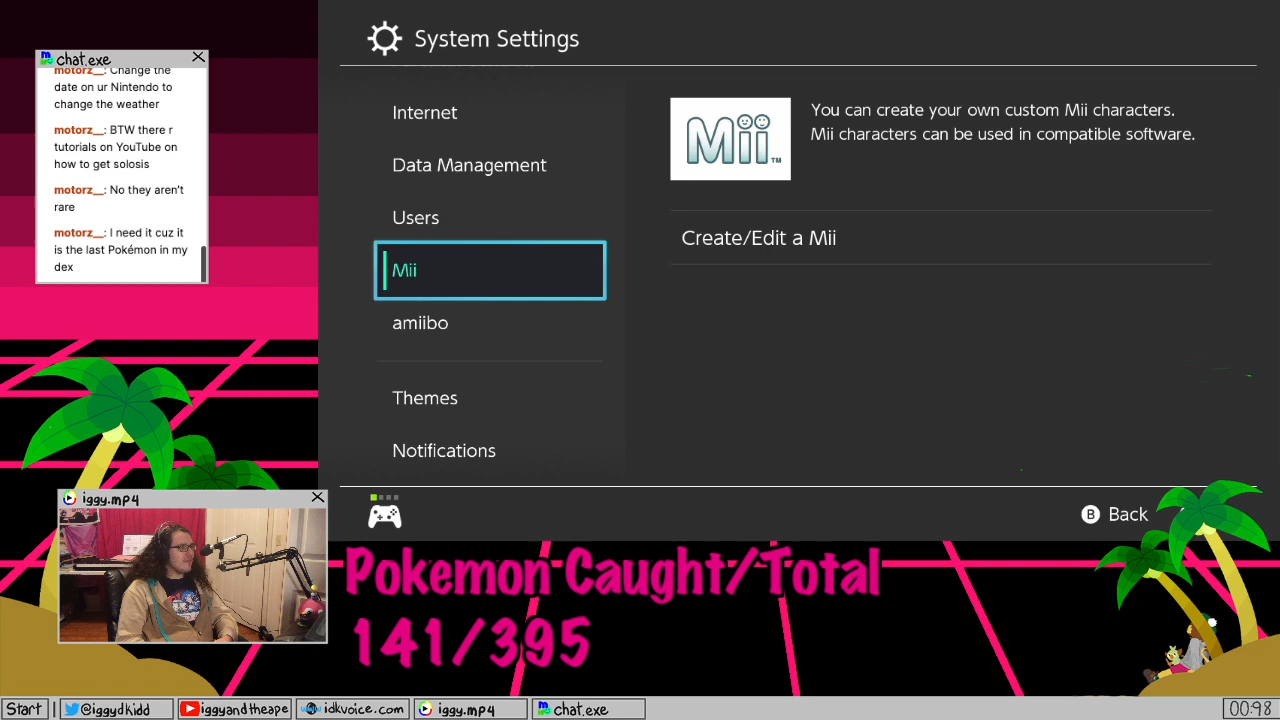 System Settings
chat.exe
motorz__: Change the
date on ur Nintendo to
change the weather
motorz__: BTW there r
tutorials on YouTube on
how to get solosis
motorz__: No they aren't
rare
motorz__: I need it cuz it
is the last Pokémon in my
dex
Internet
Data Management
Users
Mii
amiibo
Themes
Notifications
Mii TM
You can create your own custom Mii characters.
Mii characters can be used in compatible software.
Create/Edit a Mii
B Back
iggy.mp4
Pokemon Caught/Total
141/395
Start | @iggydkidd iggyandtheape idkvoice.com iggy.mp4 chat.exe 00:98